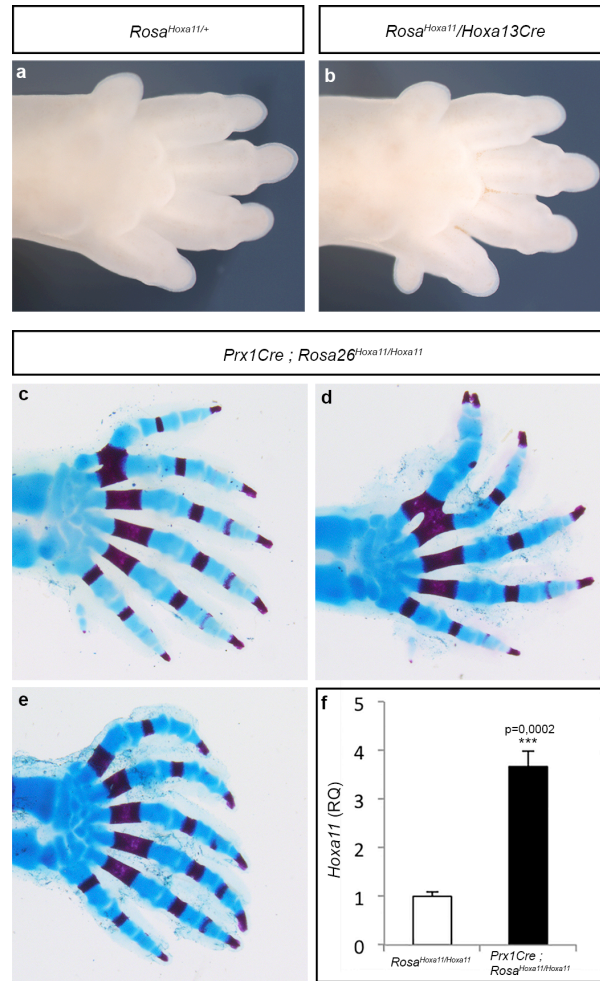 Rosa^Hoxa11/+
Rosa^Hoxa11/Hoxa13Cre
a
b
Prx1Cre ; Rosa26^Hoxa11/Hoxa11
c
d
e
f
5
4
3
2
1
0
Hoxa11 (RQ)
p=0,0002
***
Rosa^Hoxa11/Hoxa11
Prx1Cre ;
Rosa^Hoxa11/Hoxa11